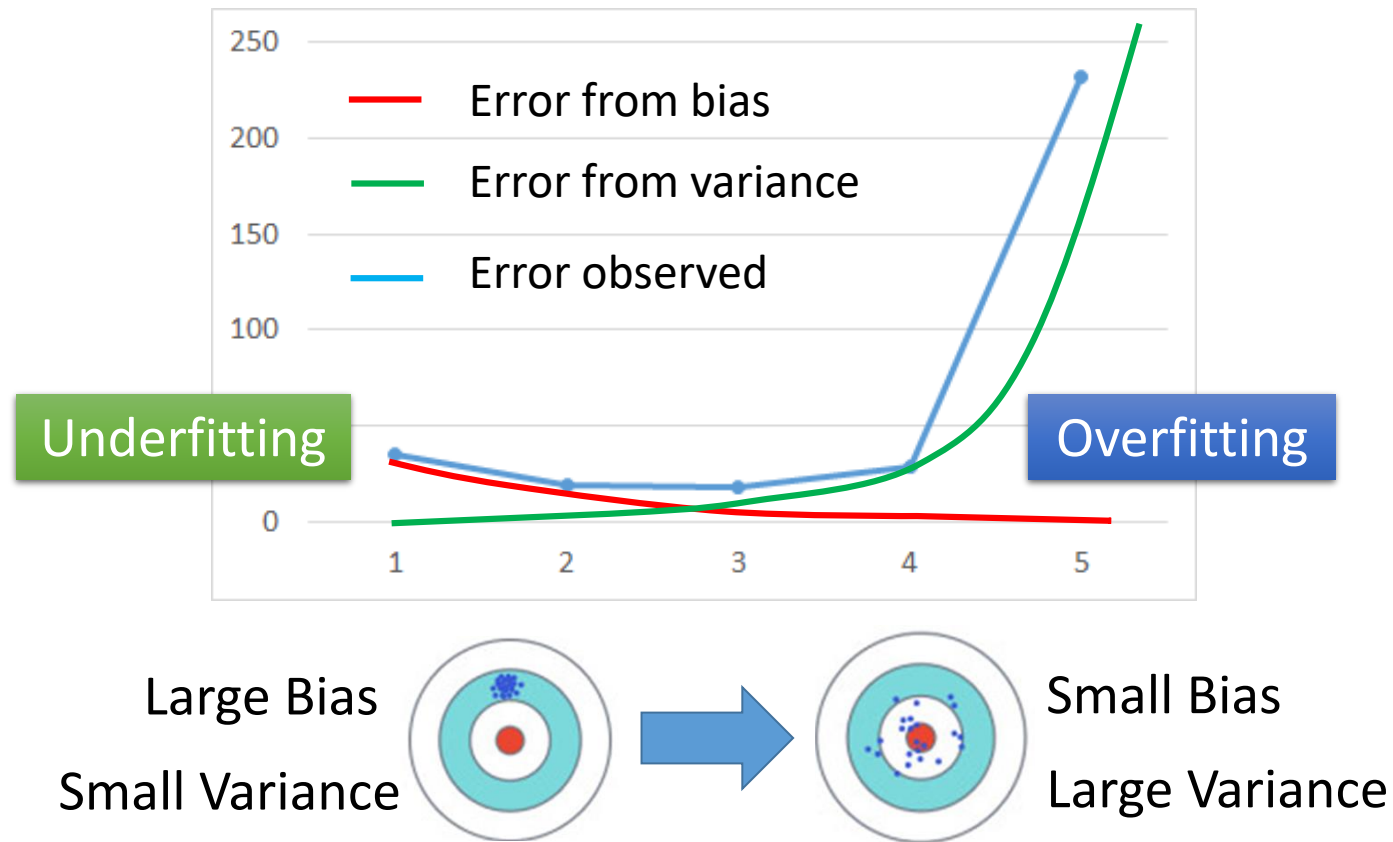 250
Error from bias
200
Error from variance
150
Error observed
100
Underfitting
Overfitting
0
1 2 3 4 5
Large Bias
Small Variance
Small Bias
Large Variance